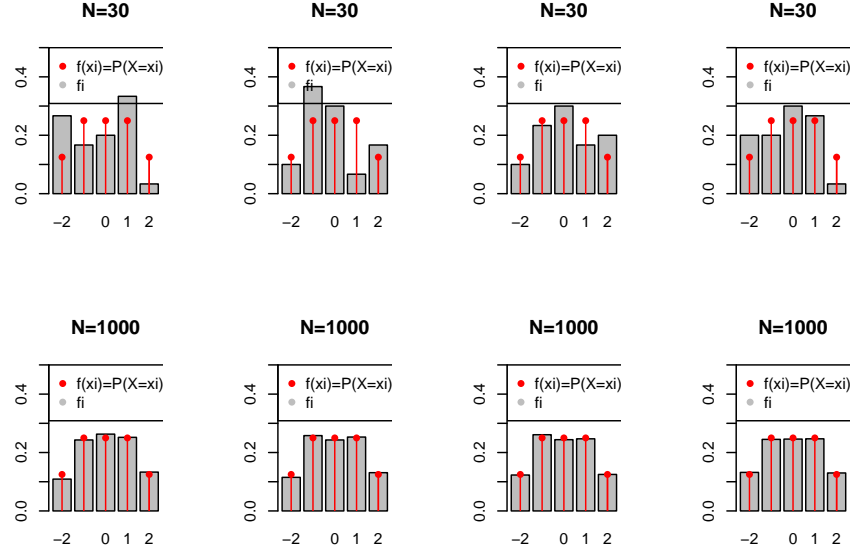 N=30
f(xi)=P(X=xi)
fi
0.0 0.2 0.4
−2 0 1 2
N=30
f(xi)=P(X=xi)
fi
0.0 0.2 0.4
−2 0 1 2
N=30
f(xi)=P(X=xi)
fi
0.0 0.2 0.4
−2 0 1 2
N=30
f(xi)=P(X=xi)
fi
0.0 0.2 0.4
−2 0 1 2
N=1000
f(xi)=P(X=xi)
fi
0.0 0.2 0.4
−2 0 1 2
N=1000
f(xi)=P(X=xi)
fi
0.0 0.2 0.4
−2 0 1 2
N=1000
f(xi)=P(X=xi)
fi
0.0 0.2 0.4
−2 0 1 2
N=1000
f(xi)=P(X=xi)
fi
0.0 0.2 0.4
−2 0 1 2